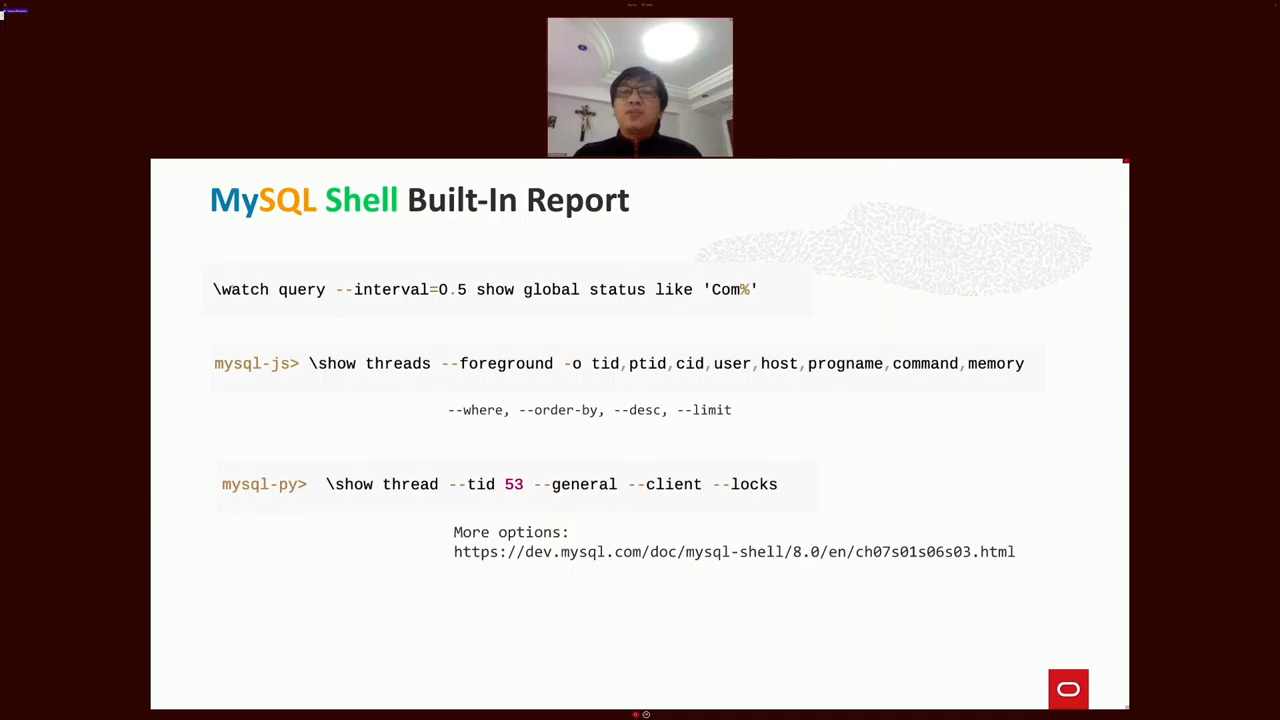 MySQL Shell Built-In Report
\watch query --interval=0.5 show global status like 'Com%'
mysql-js> \show threads --foreground -o tid,ptid,cid,user,host,progname,command,memory
--where, --order-by, --desc, --limit
mysql-py> \show thread --tid 53 --general --client --locks
More options:
https://dev.mysql.com/doc/mysql-shell/8.0/en/ch07s01s06s03.html